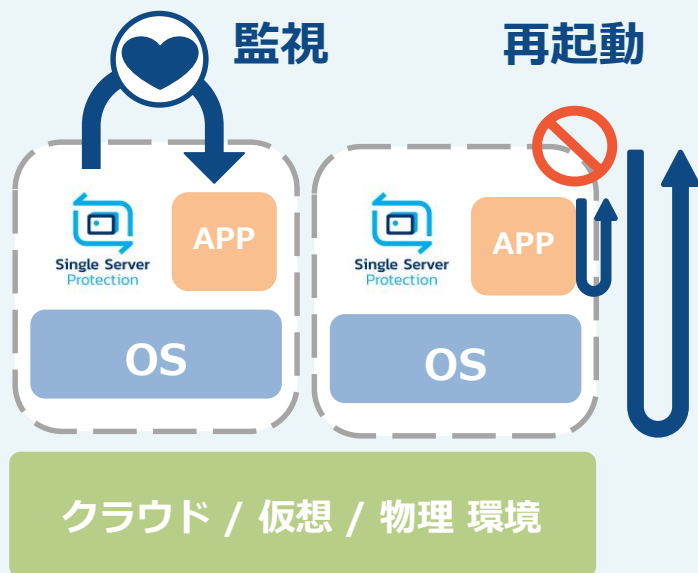 監視
再起動
Single Server
Protection
APP
Single Server
Protection
APP
OS
OS
クラウド / 仮想 / 物理 環境